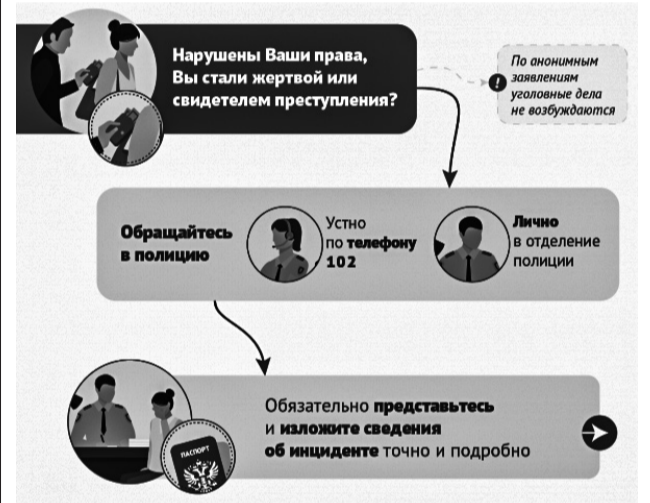 Нарушены Ваши права,
Вы стали жертвой или
свидетелем преступления?
По анонимным
заявлениям
уголовные дела
не возбуждаются
Обращайтесь
в полицию
Устно
по телефону
102
Лично
в отделение
полиции
Обязательно представьтесь
и изложите сведения
об инциденте точно и подробно
ПАСПОРТ